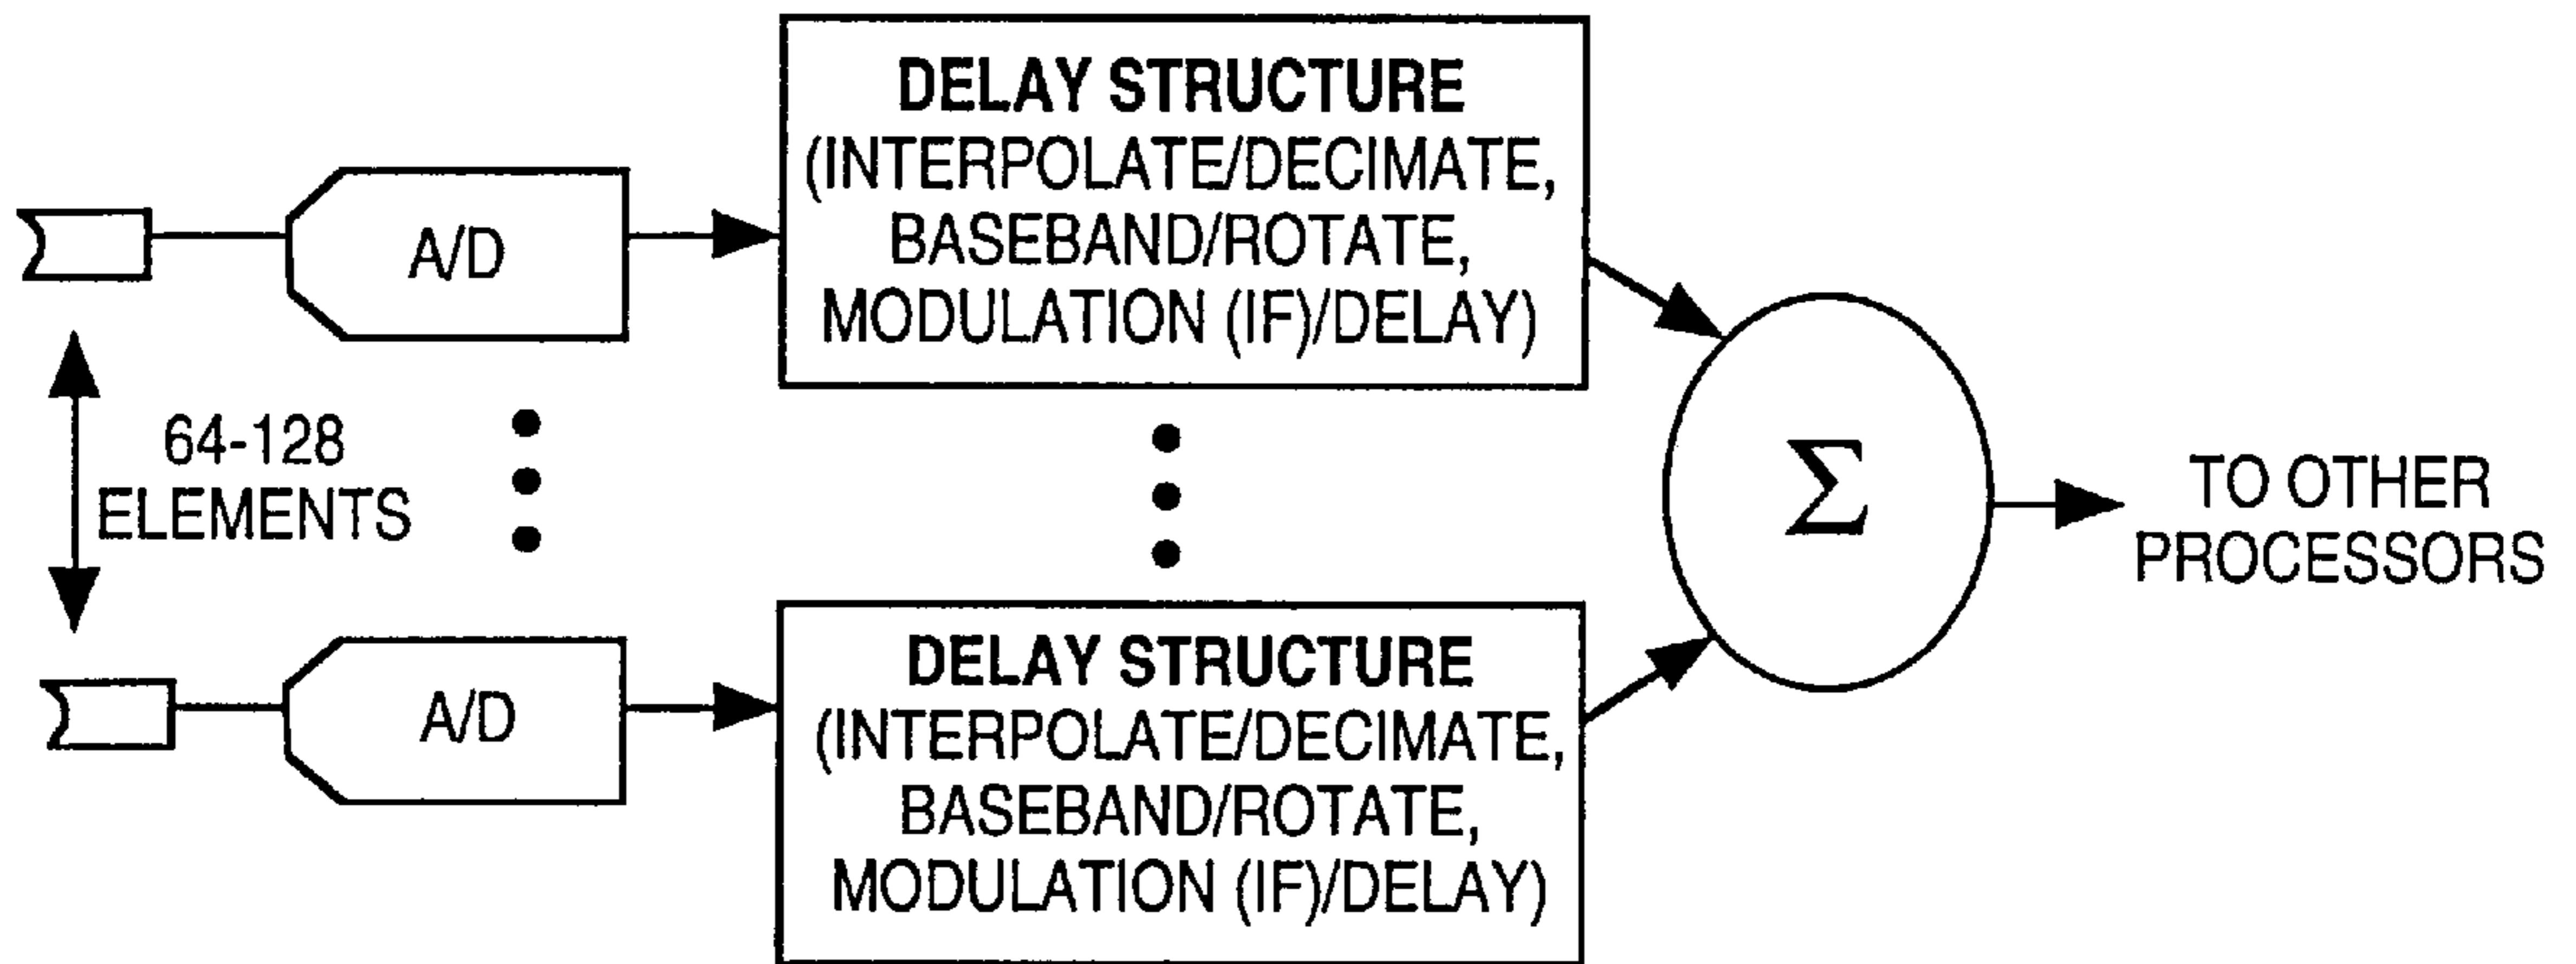 DELAY STRUCTURE
(INTERPOLATE/DECIMATE,
BASEBAND/ROTATE,
MODULATION (IF)/DELAY)
A/D
64-128
ELEMENTS
Σ
TO OTHER
PROCESSORS
A/D
DELAY STRUCTURE
(INTERPOLATE/DECIMATE,
BASEBAND/ROTATE,
MODULATION (IF)/DELAY)